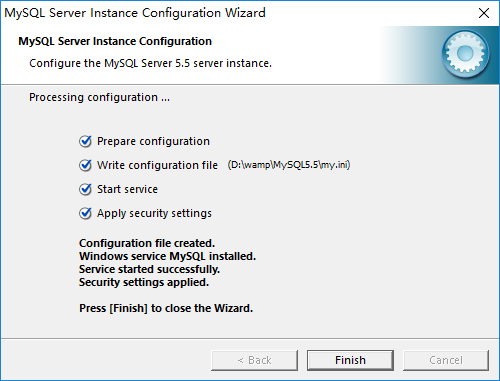 MySQL Server Instance Configuration Wizard
MySQL Server Instance Configuration
Configure the MySQL Server 5.5 server instance.
Processing configuration ...
Prepare configuration
Write configuration file (D:\wamp\MySQL5.5\my.ini)
Start service
Apply security settings
Configuration file created.
Windows service MySQL installed.
Service started successfully.
Security settings applied.
Press [Finish] to close the Wizard.
< Back Finish Cancel